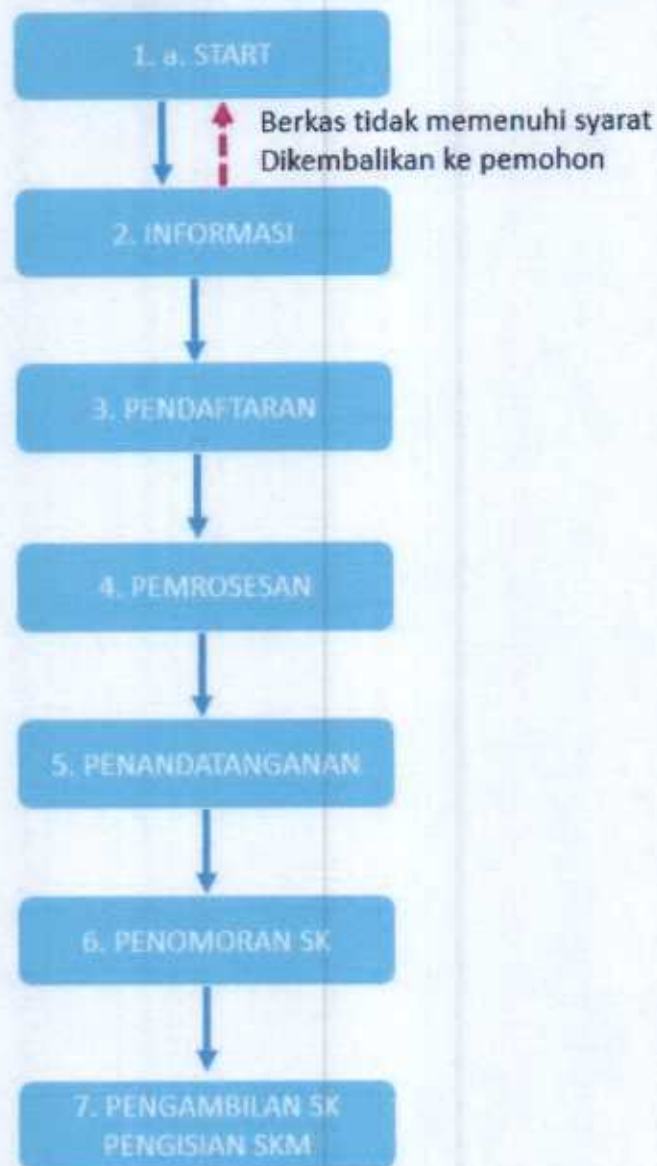 1. a. START
Berkas tidak memenuhi syarat
Dikembalikan ke pemohon
2. INFORMASI
3. PENDAFTARAN
4. PEMROSESAN
5. PENANDATANGANAN
6. PENOMORAN SK
7. PENGAMBILAN SK
PENGISIAN SKM